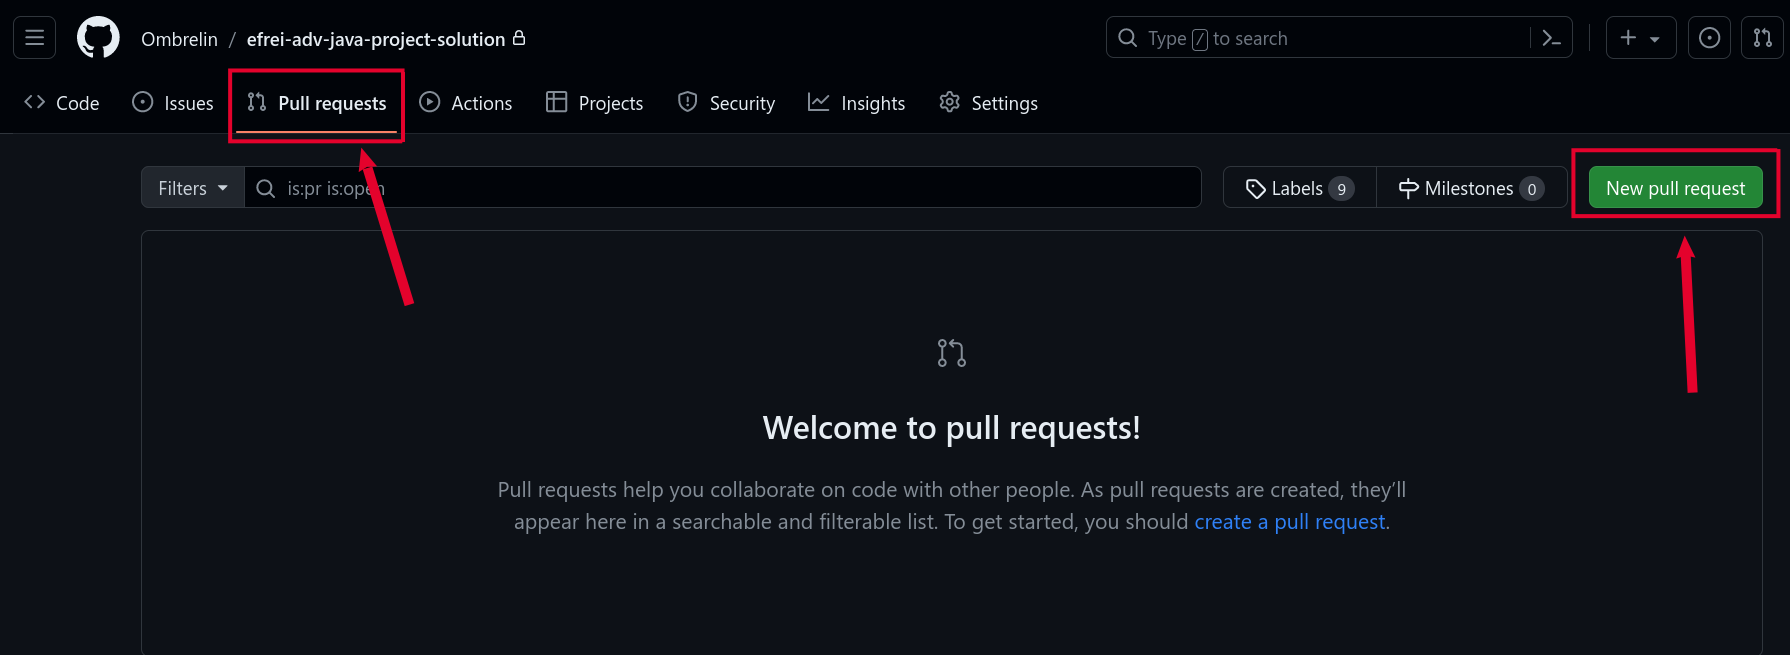 Ombrelin / efrei-adv-java-project-solution
Type / to search
Code Issues Pull requests Actions Projects Security Insights Settings
Filters is:pr is:open Labels 9 Milestones 0 New pull request
Welcome to pull requests!
Pull requests help you collaborate on code with other people. As pull requests are created, they’ll
appear here in a searchable and filterable list. To get started, you should create a pull request.